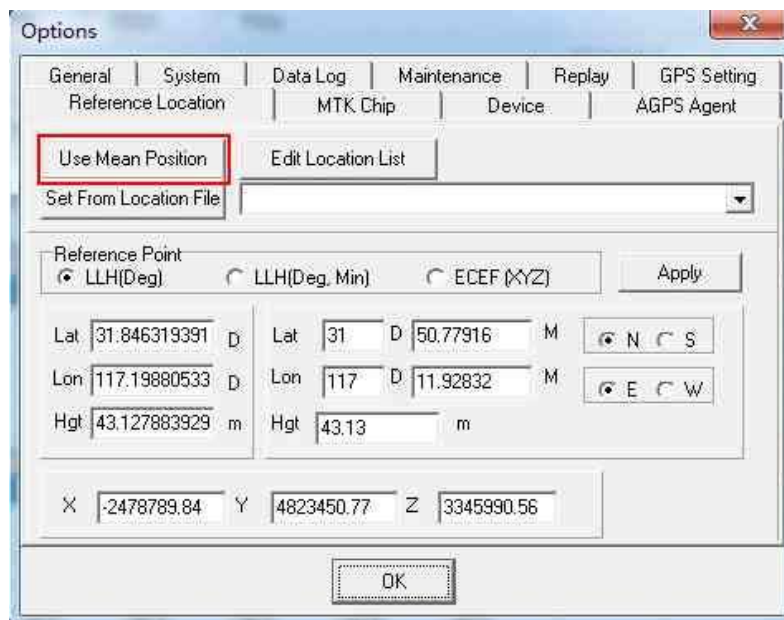 Options
General System Data Log Maintenance Replay GPS Setting
Reference Location MTK Chip Device AGPS Agent
Use Mean Position Edit Location List
Set From Location File
Reference Point
LLH(Deg) LLH(Deg, Min) ECEF (XYZ) Apply
Lat 31.846319391 D Lat 31 D 50.77916 M N S
Lon 117.19880533 D Lon 117 D 11.92832 M E W
Hgt 43.127883929 m Hgt 43.13 m
X -2478789.84 Y 4823450.77 Z 3345990.56
OK